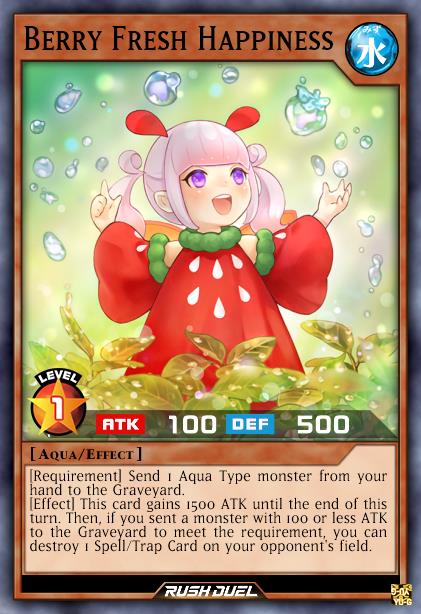 BERRY FRESH HAPPINESS
みず
水
LEVEL
1
ATK 100 DEF 500
[AQUA/EFFECT]
[Requirement] Send 1 Aqua Type monster from your
hand to the Graveyard.
[Effect] This card gains 1500 ATK until the end of this
turn. Then, if you sent a monster with 100 or less ATK
to the Graveyard to meet the requirement, you can
destroy 1 Spell/Trap Card on your opponent's field.
RUSH DUEL